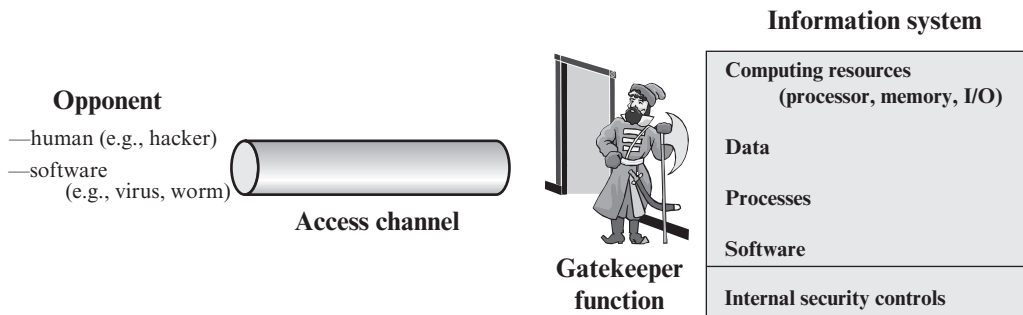 Information system
Opponent
—human (e.g., hacker)
—software
(e.g., virus, worm)
Access channel
Gatekeeper
function
Computing resources
(processor, memory, I/O)
Data
Processes
Software
Internal security controls